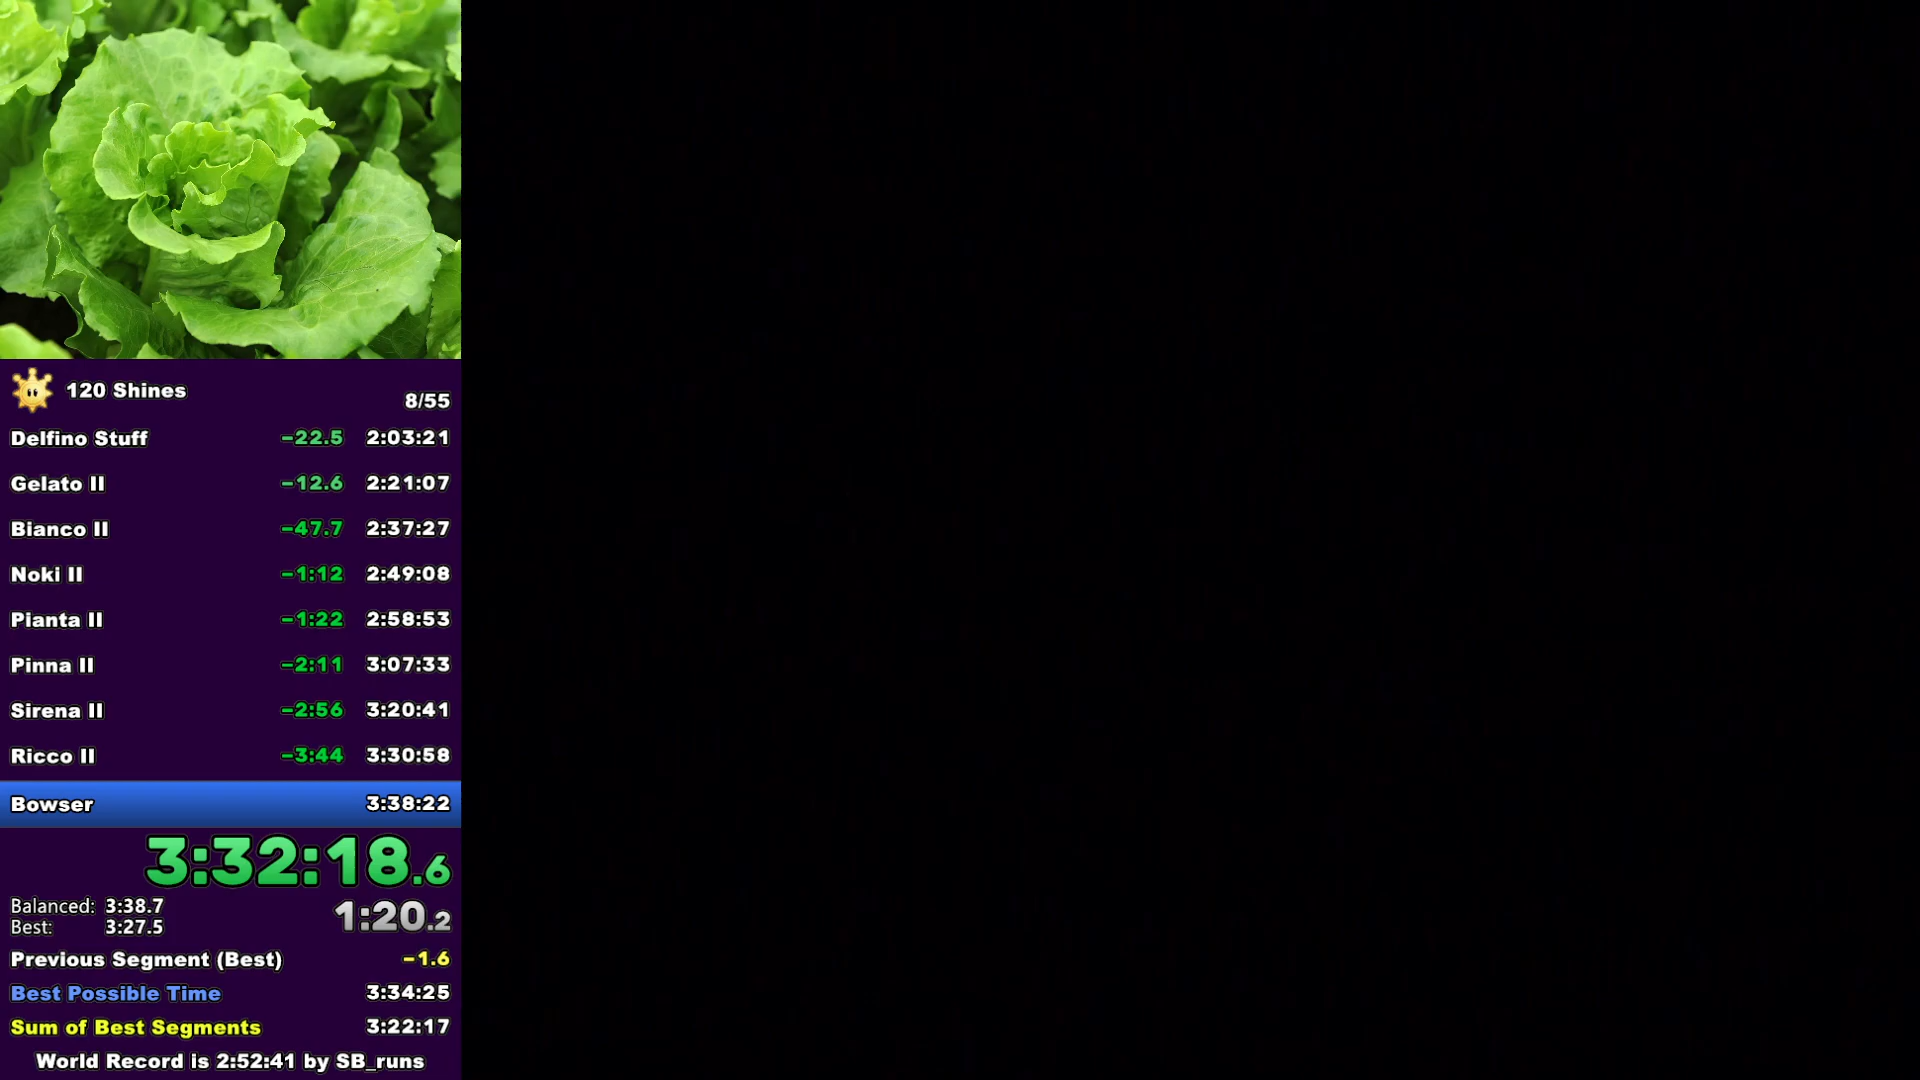 120 Shines
8/55
Delfino Stuff -22.5 2:03:21
Gelato II -12.6 2:21:07
Bianco II -47.7 2:37:27
Noki II -1:12 2:49:08
Pianta II -1:22 2:58:53
Pinna II -2:11 3:07:33
Sirena II -2:56 3:20:41
Ricco II -3:44 3:30:58
Bowser 3:38:22
3:32:18.6
Balanced: 3:38.7
Best: 3:27.5
1:20.2
Previous Segment (Best) -1.6
Best Possible Time 3:34:25
Sum of Best Segments 3:22:17
World Record is 2:52:41 by SB_runs